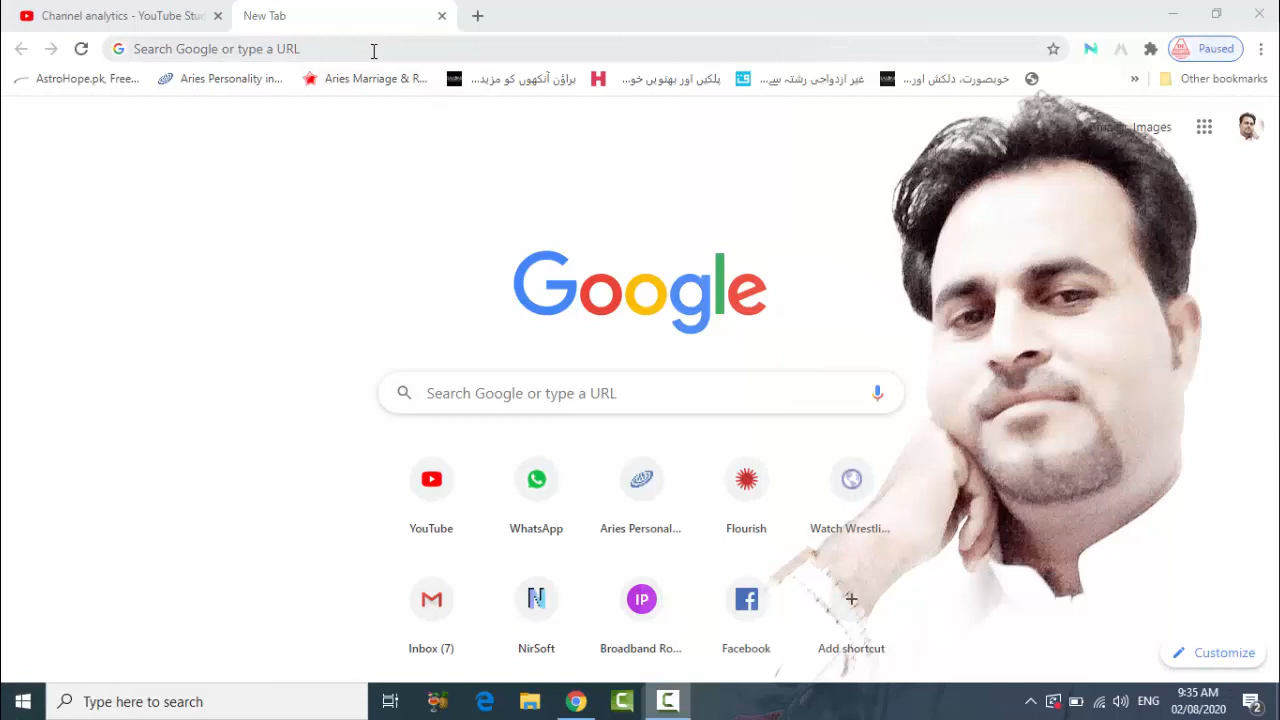 Channel analytics - YouTube Stud
New Tab
Search Google or type a URL
Paused
AstroHope.pk, Free...
Aries Personality in...
Aries Marriage & R...
براؤن آنکھوں کو مزید...
پلکیں اور بھنویں خو...
غیر ازدواجی رشتہ سے...
خوبصورت، دلکش اور...
»
Other bookmarks
Images
Google
Search Google or type a URL
YouTube
WhatsApp
Aries Personal...
Flourish
Watch Wrestli...
IP
Inbox (7)
NirSoft
Broadband Ro...
Facebook
Add shortcut
Customize
Type here to search
ENG
9:35 AM
02/08/2020
2